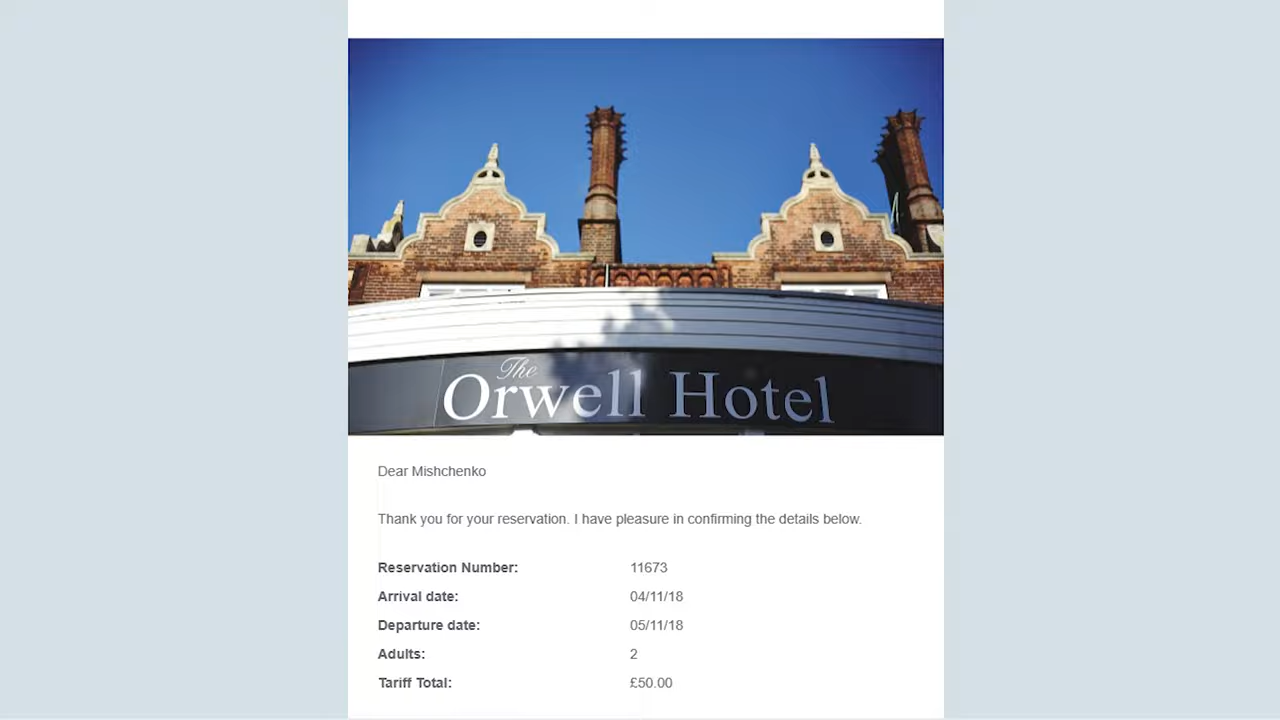 The
Orwell Hotel
Dear Mishchenko
Thank you for your reservation. I have pleasure in confirming the details below.
Reservation Number: 11673
Arrival date: 04/11/18
Departure date: 05/11/18
Adults: 2
Tariff Total: £50.00